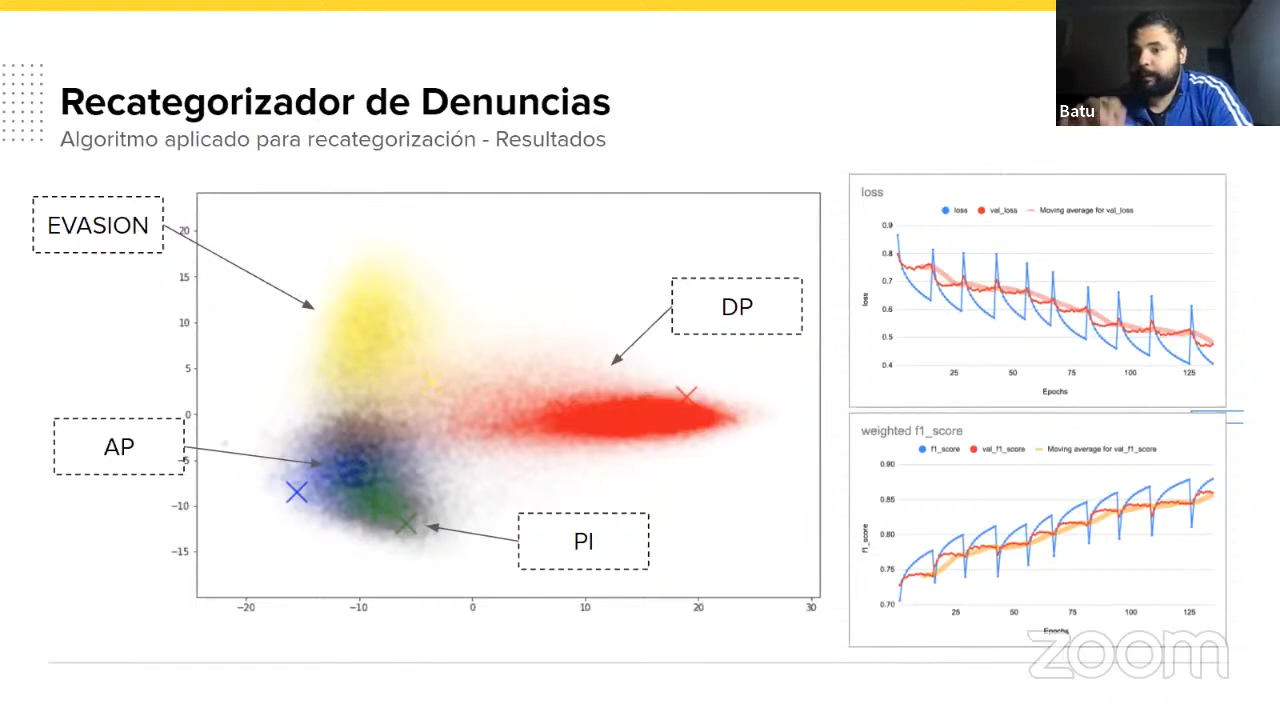 Batu
Recategorizador de Denuncias
Algoritmo aplicado para recategorización - Resultados
EVASION
DP
AP
PI
20
15
10
5
0
-5
-10
-15
-20
-10
0
10
20
30
loss
loss
val_loss
Moving average for val_loss
0.9
0.8
0.7
0.6
0.5
0.4
loss
25
50
75
100
125
Epochs
weighted f1_score
f1_score
val_f1_score
Moving average for val_f1_score
0.90
0.85
0.80
0.75
0.70
f1_score
25
50
75
100
125
Epochs
zoom